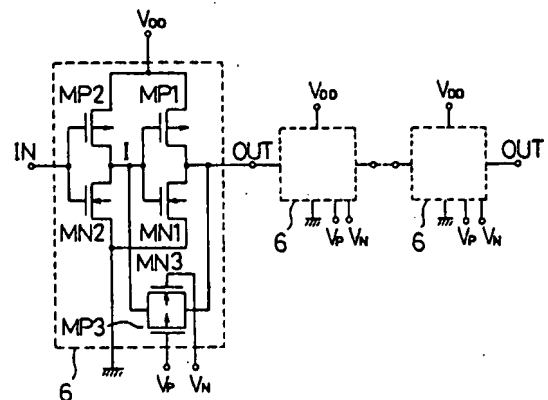 VDD
MP2 MP1
VDD VDD
IN I OUT OUT
MN2 MN1
MN3
6 VP VN 6 VP VN
MP3
6 VP VN